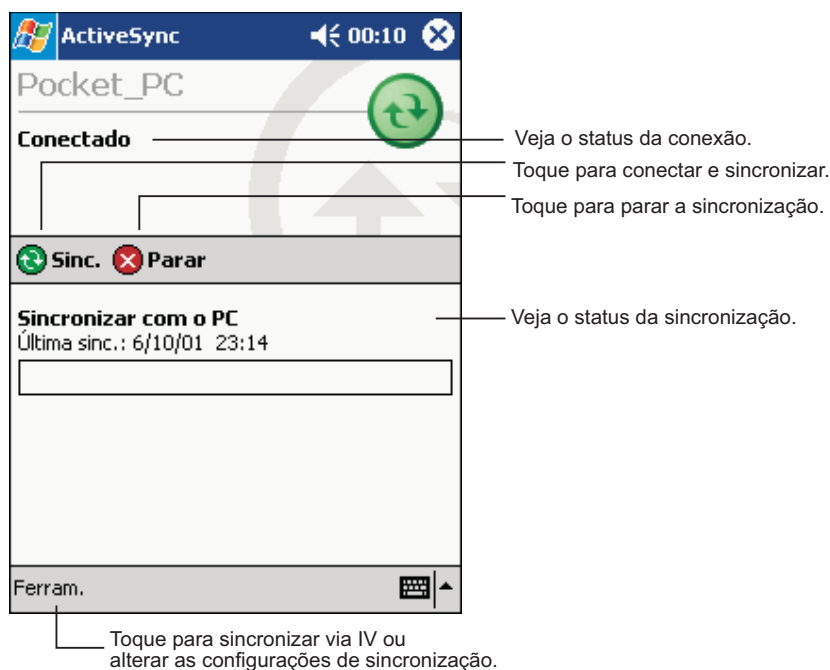 ActiveSync 00:10
Pocket_PC
Conectado
Veja o status da conexão.
Toque para conectar e sincronizar.
Toque para parar a sincronização.
Sinc. Parar
Sincronizar com o PC
Última sinc.: 6/10/01 23:14
Veja o status da sincronização.
Ferram.
Toque para sincronizar via IV ou
alterar as configurações de sincronização.